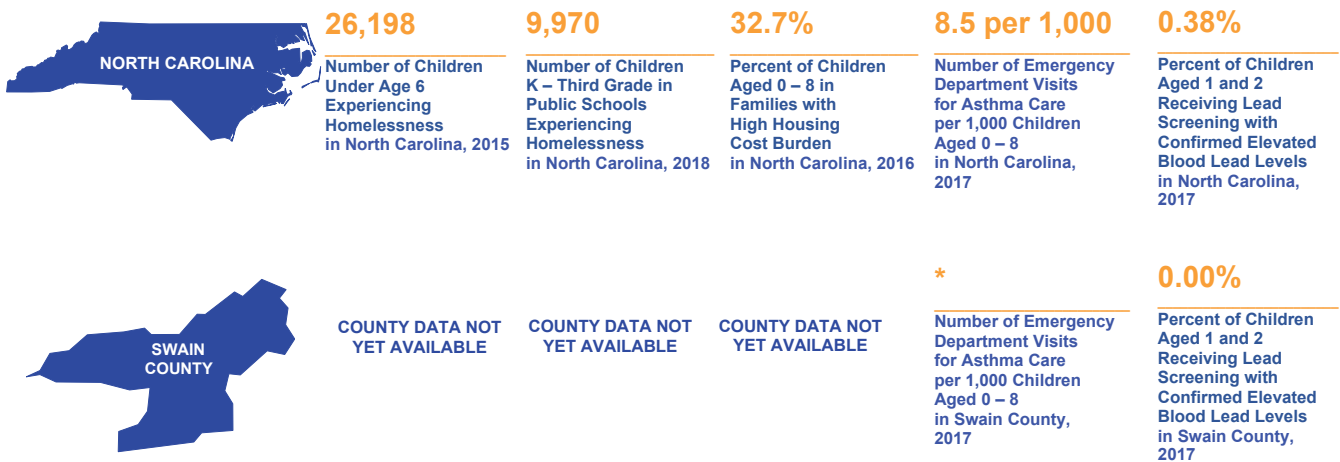 NORTH CAROLINA
26,198
Number of Children
Under Age 6
Experiencing
Homelessness
in North Carolina, 2015
9,970
Number of Children
K – Third Grade in
Public Schools
Experiencing
Homelessness
in North Carolina, 2018
32.7%
Percent of Children
Aged 0 – 8 in
Families with
High Housing
Cost Burden
in North Carolina, 2016
8.5 per 1,000
Number of Emergency
Department Visits
for Asthma Care
per 1,000 Children
Aged 0 – 8
in North Carolina,
2017
0.38%
Percent of Children
Aged 1 and 2
Receiving Lead
Screening with
Confirmed Elevated
Blood Lead Levels
in North Carolina,
2017
SWAIN
COUNTY
COUNTY DATA NOT
YET AVAILABLE
COUNTY DATA NOT
YET AVAILABLE
COUNTY DATA NOT
YET AVAILABLE
*
Number of Emergency
Department Visits
for Asthma Care
per 1,000 Children
Aged 0 – 8
in Swain County,
2017
0.00%
Percent of Children
Aged 1 and 2
Receiving Lead
Screening with
Confirmed Elevated
Blood Lead Levels
in Swain County,
2017